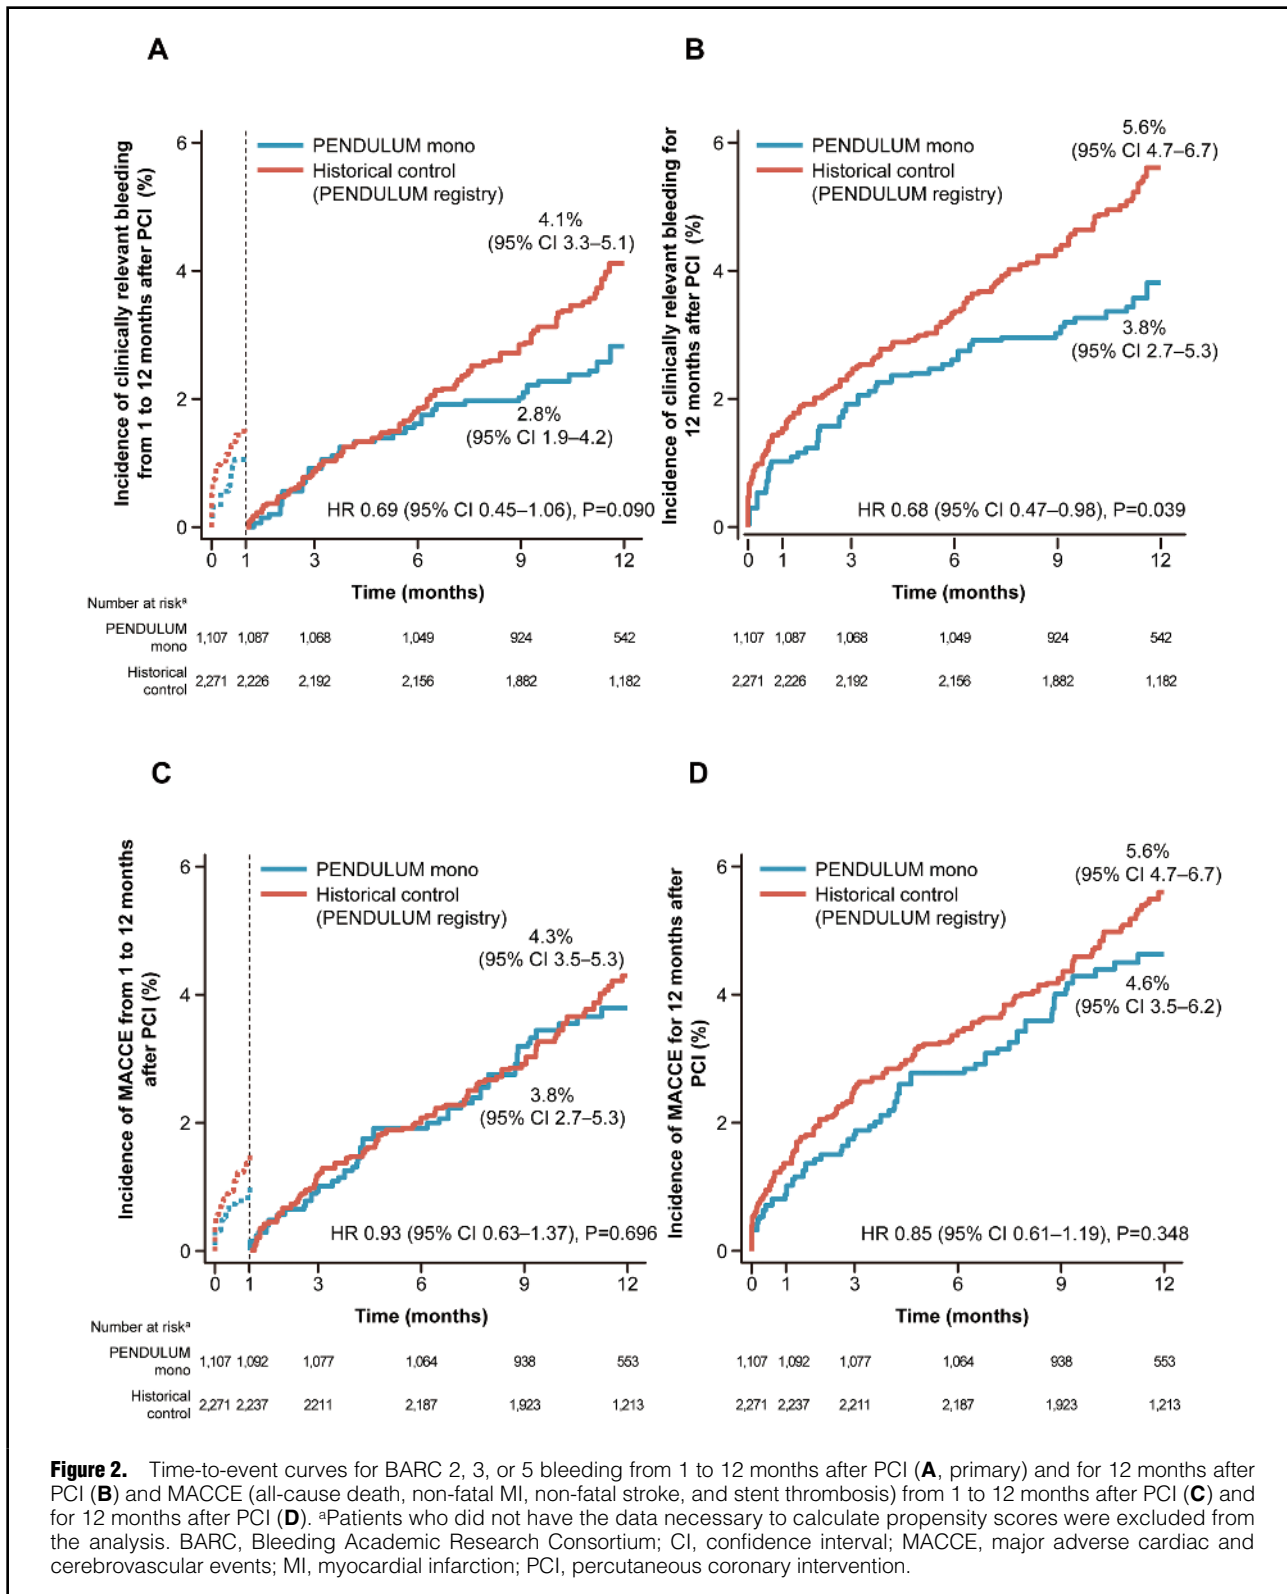 A
Incidence of clinically relevant bleeding
from 1 to 12 months after PCI (%)
6
4
2
0
PENDULUM mono
Historical control
(PENDULUM registry)
4.1%
(95% CI 3.3–5.1)
2.8%
(95% CI 1.9–4.2)
HR 0.69 (95% CI 0.45–1.06), P=0.090
0 1 3 6 9 12
Time (months)
Number at riskª
PENDULUM
mono
1,107 1,087 1,068 1,049 924 542
Historical
control
2,271 2,226 2,192 2,156 1,882 1,182
B
Incidence of clinically relevant bleeding for
12 months after PCI (%)
6
4
2
0
PENDULUM mono
Historical control
(PENDULUM registry)
5.6%
(95% CI 4.7–6.7)
3.8%
(95% CI 2.7–5.3)
HR 0.68 (95% CI 0.47–0.98), P=0.039
0 1 3 6 9 12
Time (months)
1,107 1,087 1,068 1,049 924 542
2,271 2,226 2,192 2,156 1,882 1,182
C
Incidence of MACCE from 1 to 12 months
after PCI (%)
6
4
2
0
PENDULUM mono
Historical control
(PENDULUM registry)
4.3%
(95% CI 3.5–5.3)
3.8%
(95% CI 2.7–5.3)
HR 0.93 (95% CI 0.63–1.37), P=0.696
0 1 3 6 9 12
Time (months)
Number at riskª
PENDULUM
mono
1,107 1,092 1,077 1,064 938 553
Historical
control
2,271 2,237 2211 2,187 1,923 1,213
D
Incidence of MACCE for 12 months after
PCI (%)
6
4
2
0
PENDULUM mono
Historical control
(PENDULUM registry)
5.6%
(95% CI 4.7–6.7)
4.6%
(95% CI 3.5–6.2)
HR 0.85 (95% CI 0.61–1.19), P=0.348
0 1 3 6 9 12
Time (months)
1,107 1,092 1,077 1,064 938 553
2,271 2,237 2,211 2,187 1,923 1,213
Figure 2. Time-to-event curves for BARC 2, 3, or 5 bleeding from 1 to 12 months after PCI (A, primary) and for 12 months after
PCI (B) and MACCE (all-cause death, non-fatal MI, non-fatal stroke, and stent thrombosis) from 1 to 12 months after PCI (C) and
for 12 months after PCI (D). ªPatients who did not have the data necessary to calculate propensity scores were excluded from
the analysis. BARC, Bleeding Academic Research Consortium; CI, confidence interval; MACCE, major adverse cardiac and
cerebrovascular events; MI, myocardial infarction; PCI, percutaneous coronary intervention.